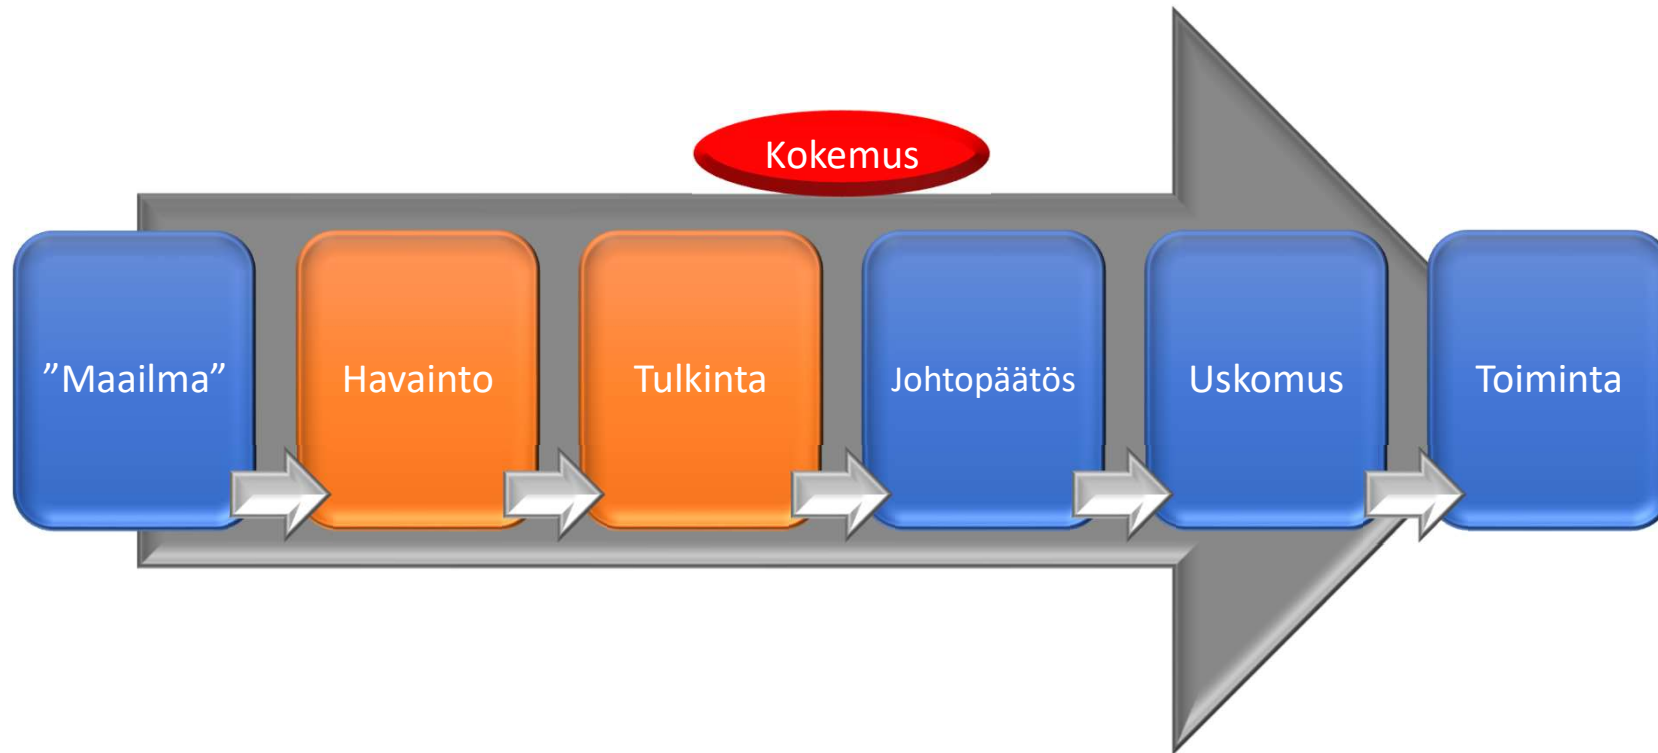 Kokemus
”Maailma”
Havainto
Tulkinta
Johtopäätös
Uskomus
Toiminta